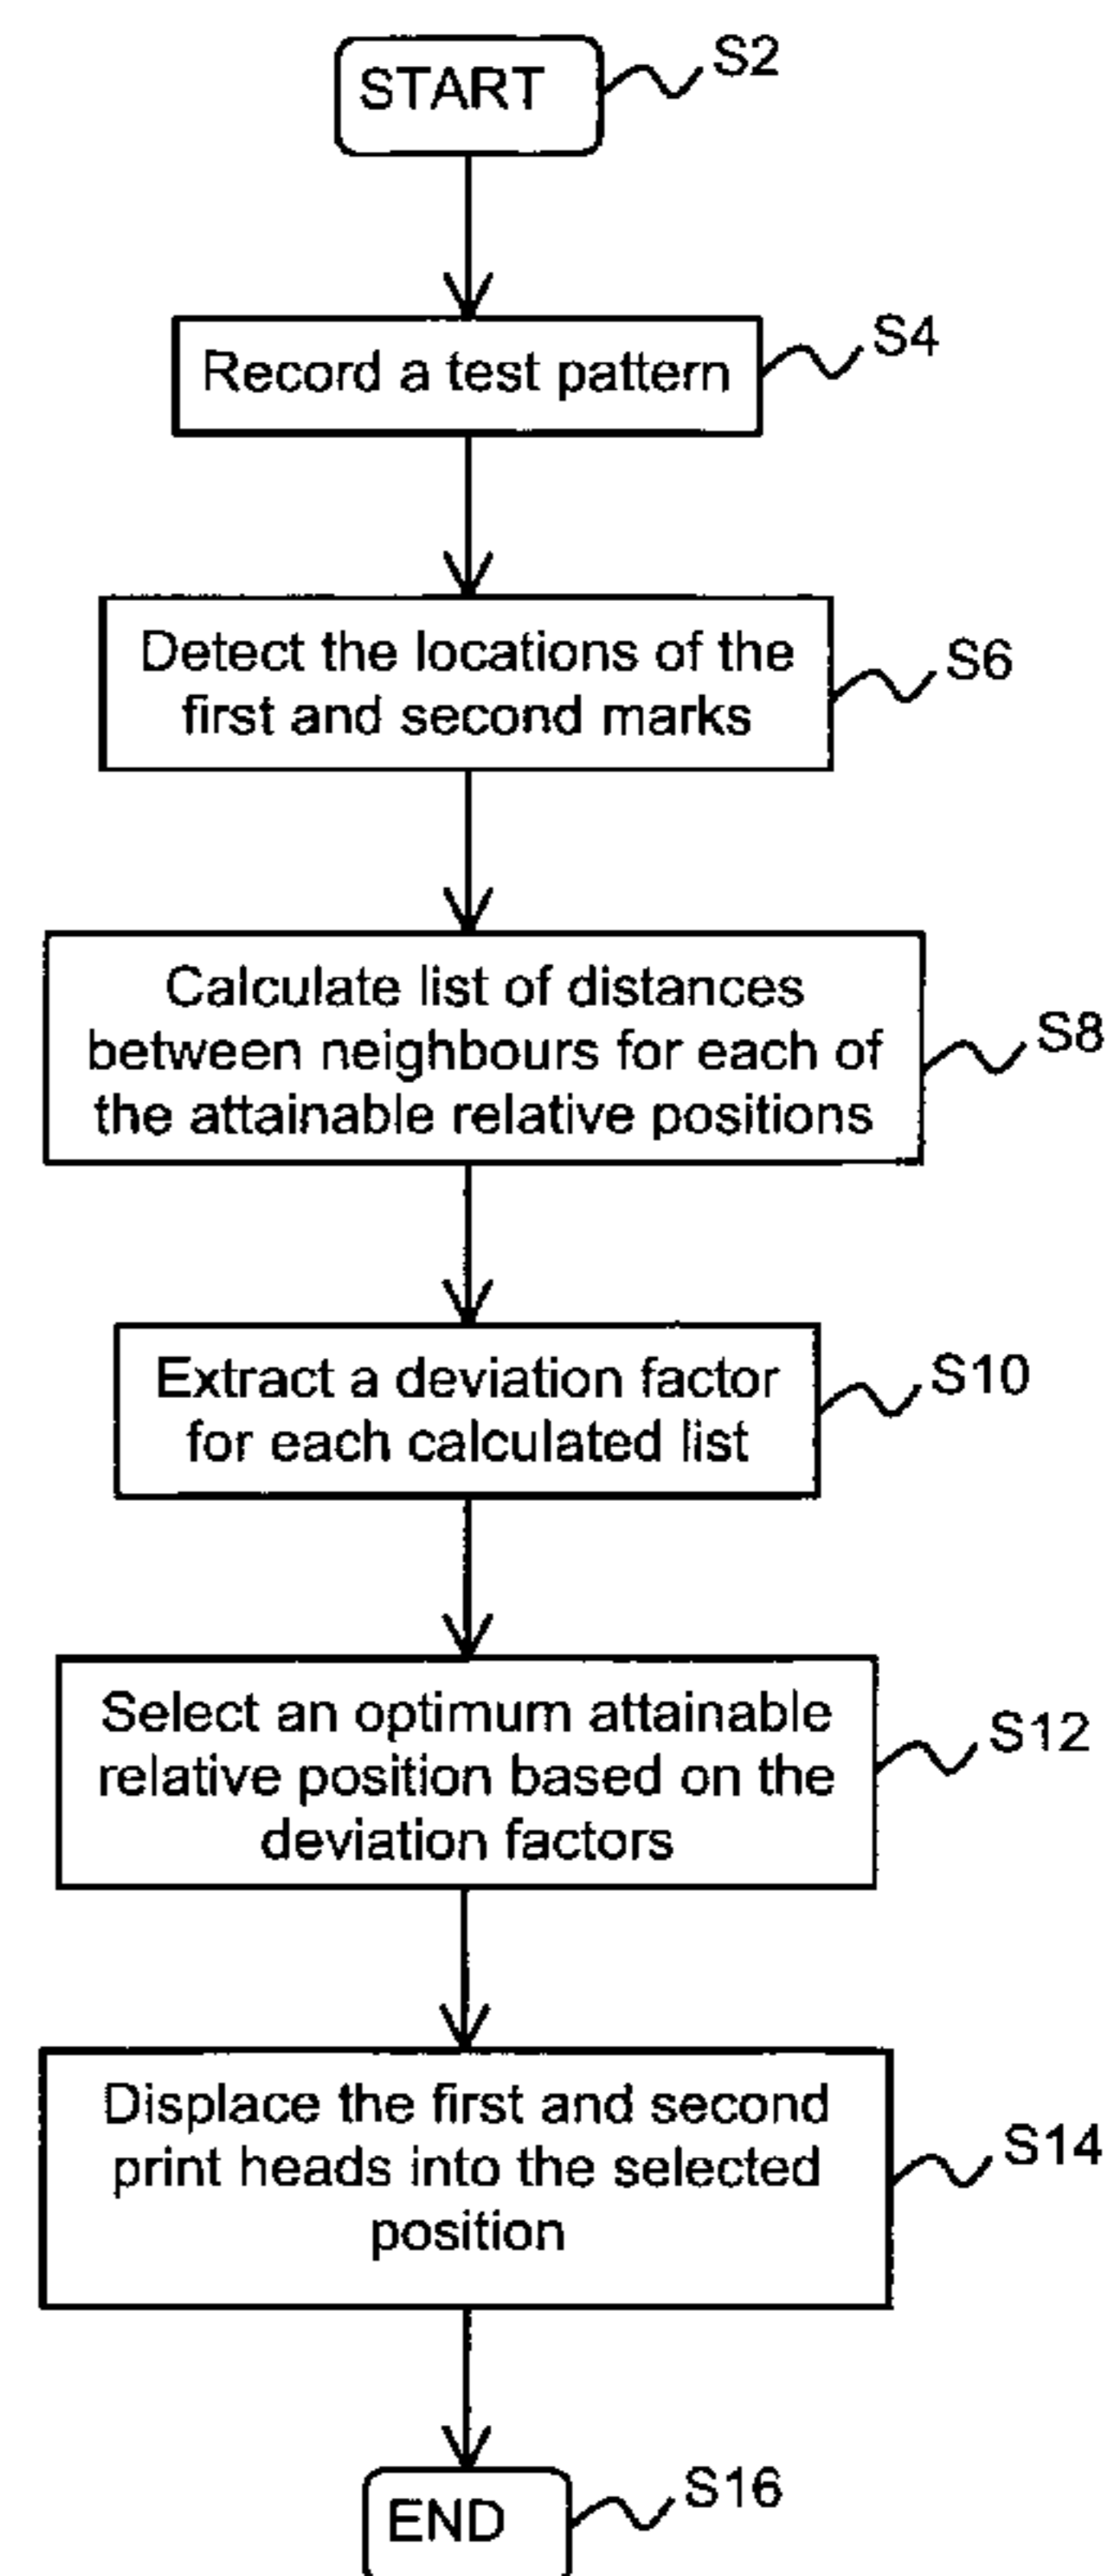 START
S2
Record a test pattern
S4
Detect the locations of the
first and second marks
S6
Calculate list of distances
between neighbours for each of
the attainable relative positions
S8
Extract a deviation factor
for each calculated list
S10
Select an optimum attainable
relative position based on the
deviation factors
S12
Displace the first and second
print heads into the selected
position
S14
END
S16